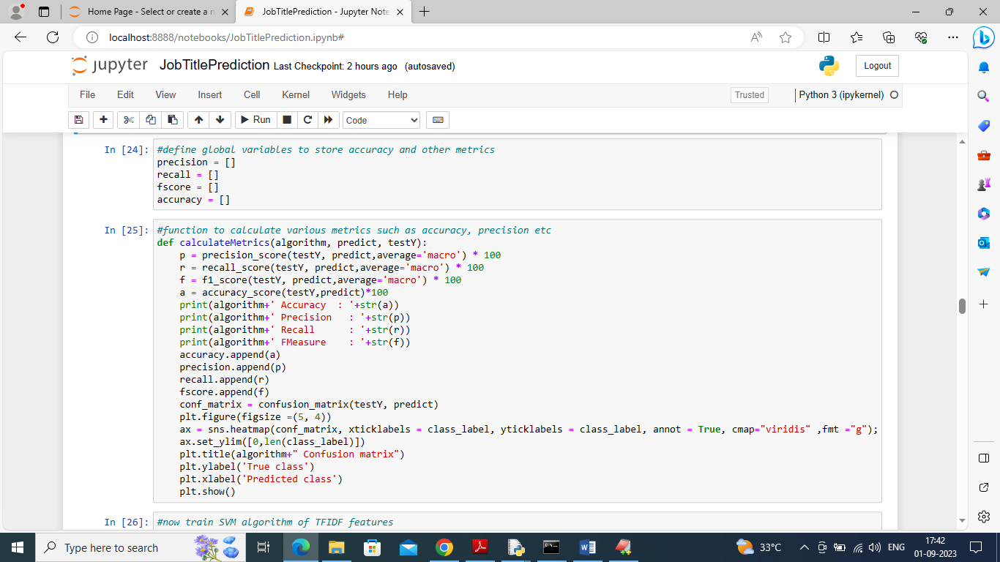 Home Page - Select or create a n
JobTitlePrediction - Jupyter Note
localhost:8888/notebooks/JobTitlePrediction.ipynb#
jupyter JobTitlePrediction Last Checkpoint: 2 hours ago (autosaved)
Logout
File Edit View Insert Cell Kernel Widgets Help
Trusted
Python 3 (ipykernel)
Run
Code
In [24]: #define global variables to store accuracy and other metrics
precision = []
recall = []
fscore = []
accuracy = []
In [25]: #function to calculate various metrics such as accuracy, precision etc
def calculateMetrics(algorithm, predict, testY):
    p = precision_score(testY, predict,average='macro') * 100
    r = recall_score(testY, predict,average='macro') * 100
    f = f1_score(testY, predict,average='macro') * 100
    a = accuracy_score(testY,predict)*100
    print(algorithm+' Accuracy  : '+str(a))
    print(algorithm+' Precision   : '+str(p))
    print(algorithm+' Recall      : '+str(r))
    print(algorithm+' FMeasure    : '+str(f))
    accuracy.append(a)
    precision.append(p)
    recall.append(r)
    fscore.append(f)
    conf_matrix = confusion_matrix(testY, predict)
    plt.figure(figsize =(5, 4))
    ax = sns.heatmap(conf_matrix, xticklabels = class_label, yticklabels = class_label, annot = True, cmap="viridis" ,fmt ="g");
    ax.set_ylim([0,len(class_label)])
    plt.title(algorithm+" Confusion matrix")
    plt.ylabel('True class')
    plt.xlabel('Predicted class')
    plt.show()
In [26]: #now train SVM algorithm of TFIDF features
Type here to search
33°C
ENG
17:42
01-09-2023